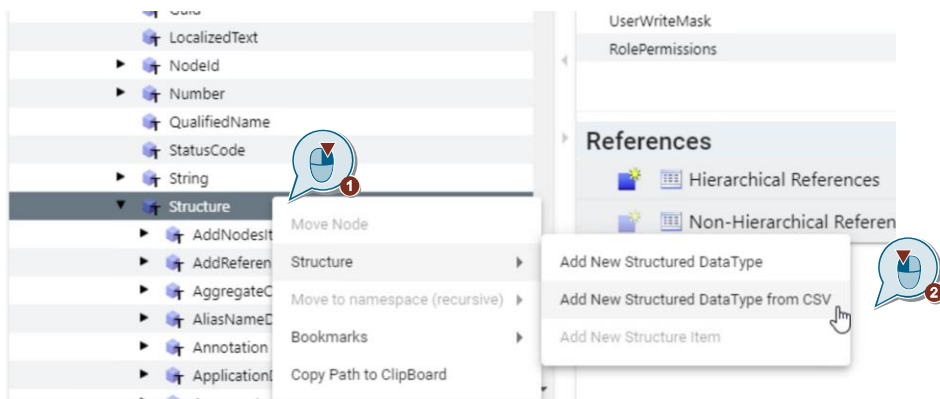 Guid
LocalizedText
NodeId
Number
QualifiedName
StatusCode
String
Structure
AddNodesIt
AddReferen
AggregateC
AliasNameD
Annotation
Application
1
Move Node
Structure
Move to namespace (recursive)
Bookmarks
Copy Path to ClipBoard
Add New Structured DataType
Add New Structured DataType from CSV
Add New Structure Item
2
UserWriteMask
RolePermissions
References
Hierarchical References
Non-Hierarchical Referen